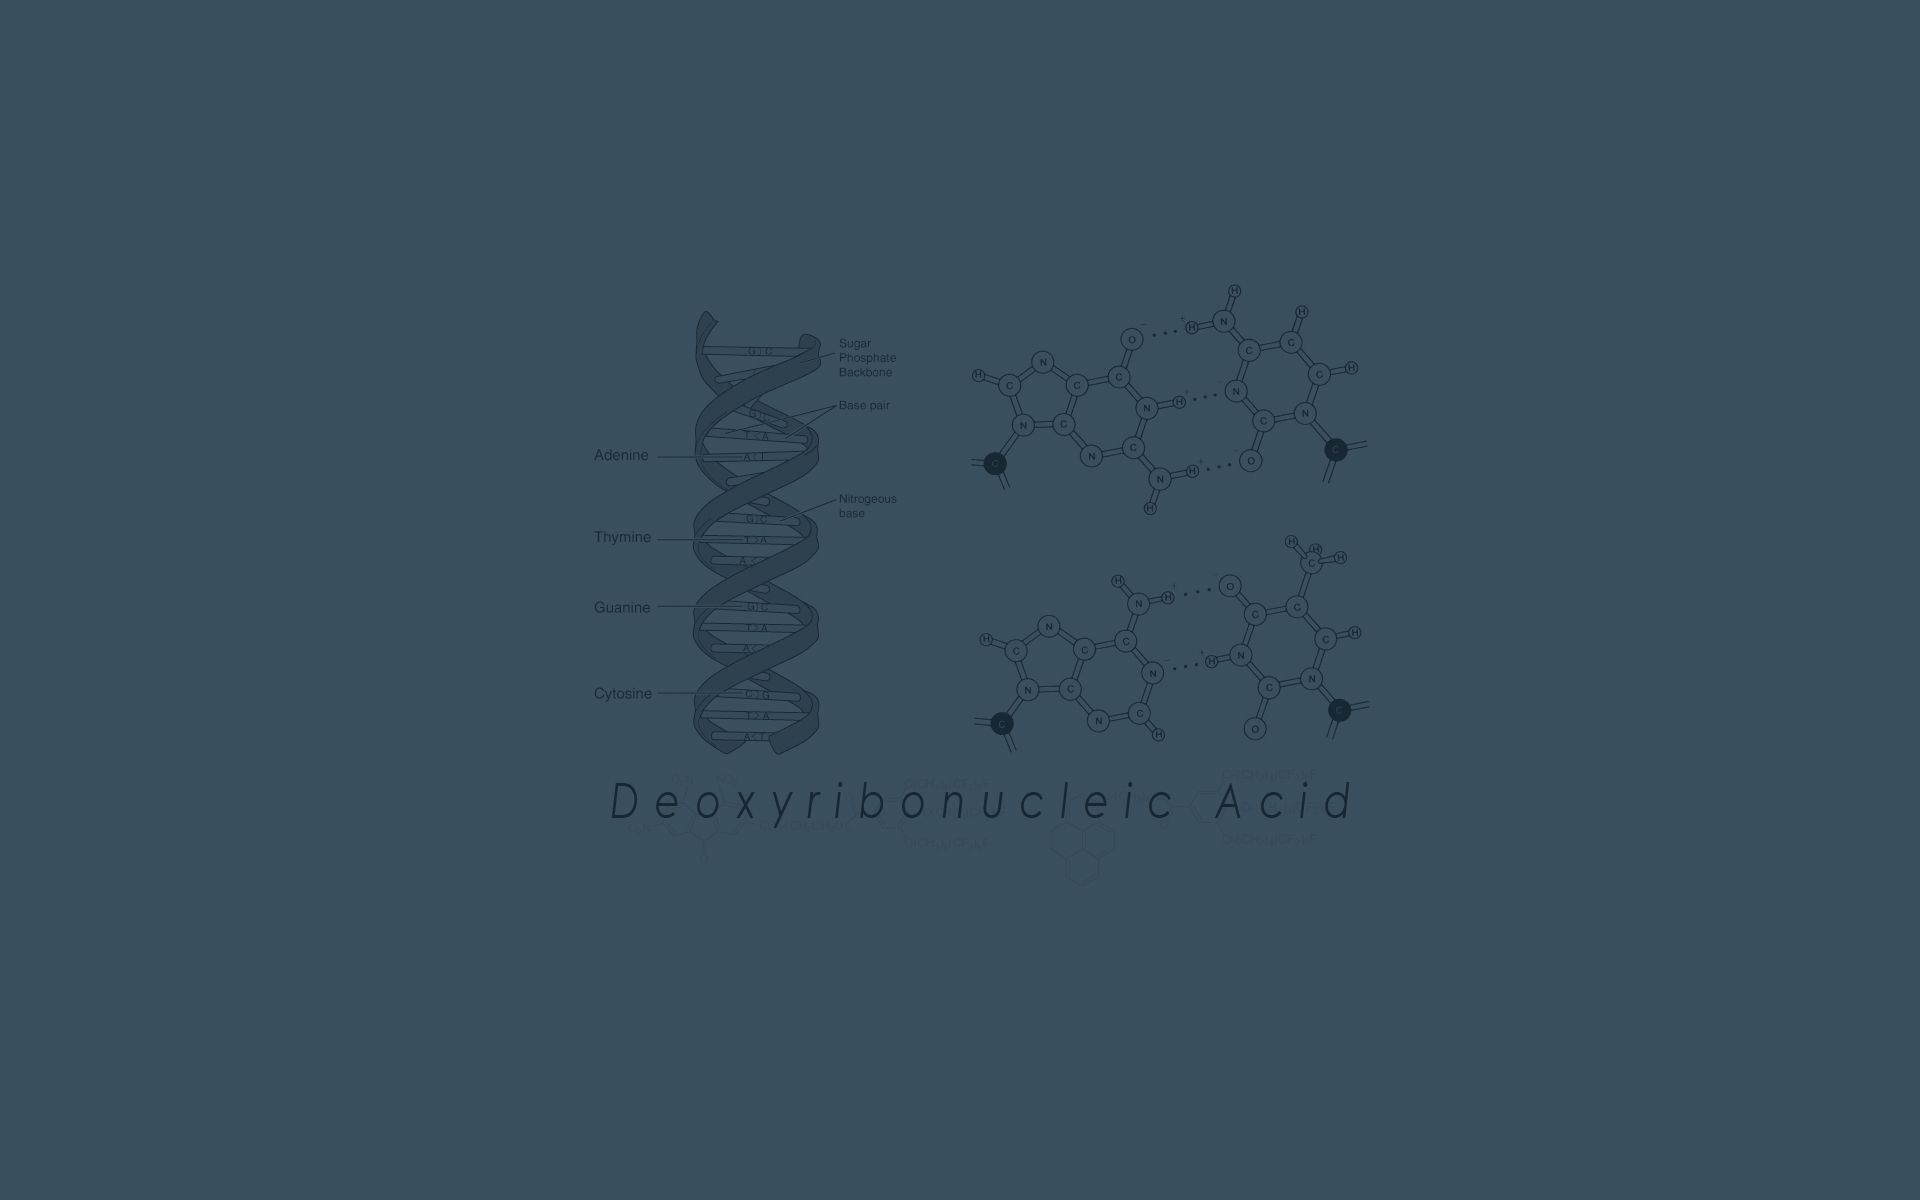 Sugar
Phosphate
Backbone
Base pair
Adenine
Nitrogeous
base
Thymine
Guanine
Cytosine
G C
G C
T A
A T
G C
T A
A
G C
T A
A
C G
T A
A T
O H N H H
N C C H
H C N C C N H N C
N C N C C N
C N C O C
N H
H
H H H
H C
N H O
N C C
H C C C N H N C H
N C C N
C N C O C
H
Deoxyribonucleic Acid